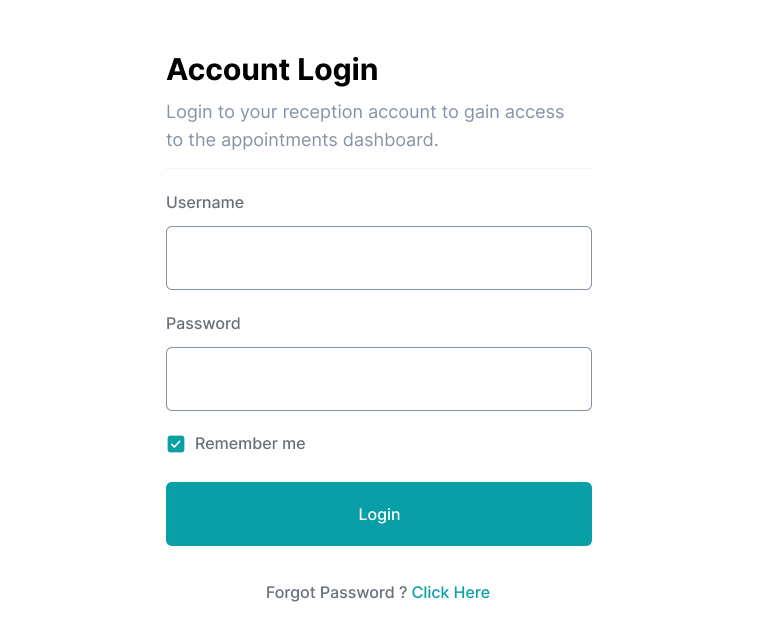 Account Login
Login to your reception account to gain access
to the appointments dashboard.
Username
Password
Remember me
Login
Forgot Password ? Click Here